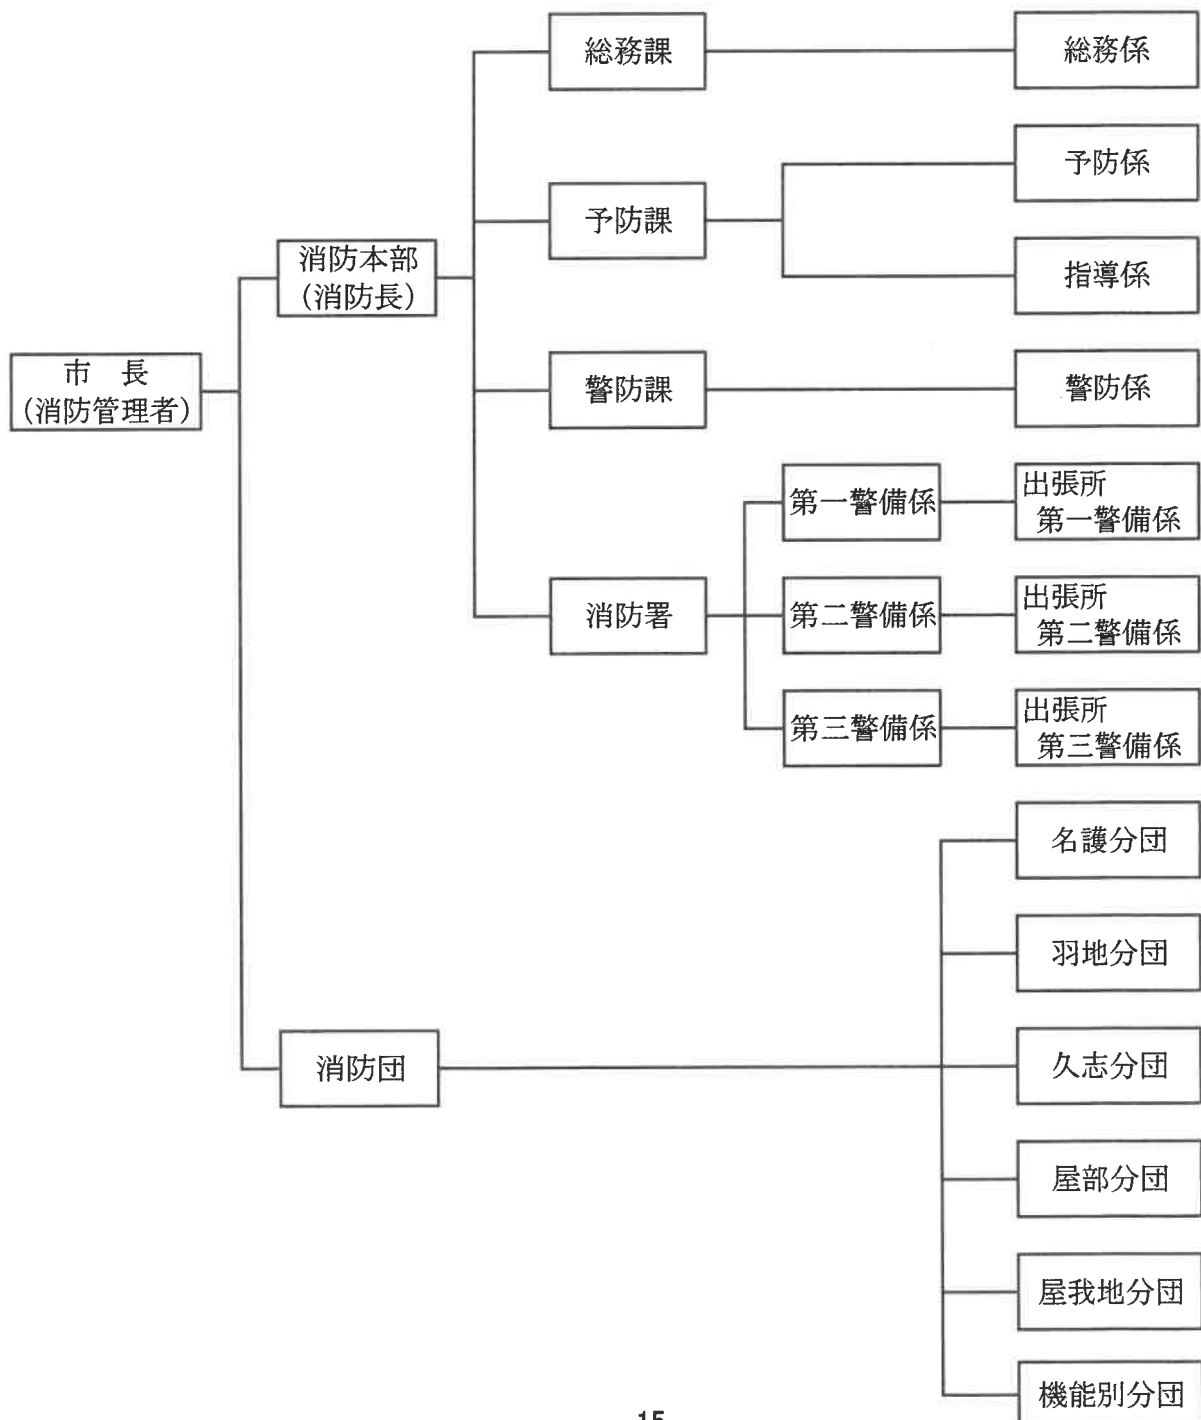 総務課
総務係
予防課
予防係
指導係
消防本部
(消防長)
市 長
(消防管理者)
警防課
警防係
消防署
第一警備係
出張所
第一警備係
第二警備係
出張所
第二警備係
第三警備係
出張所
第三警備係
消防団
名護分団
羽地分団
久志分団
屋部分団
屋我地分団
機能別分団
15